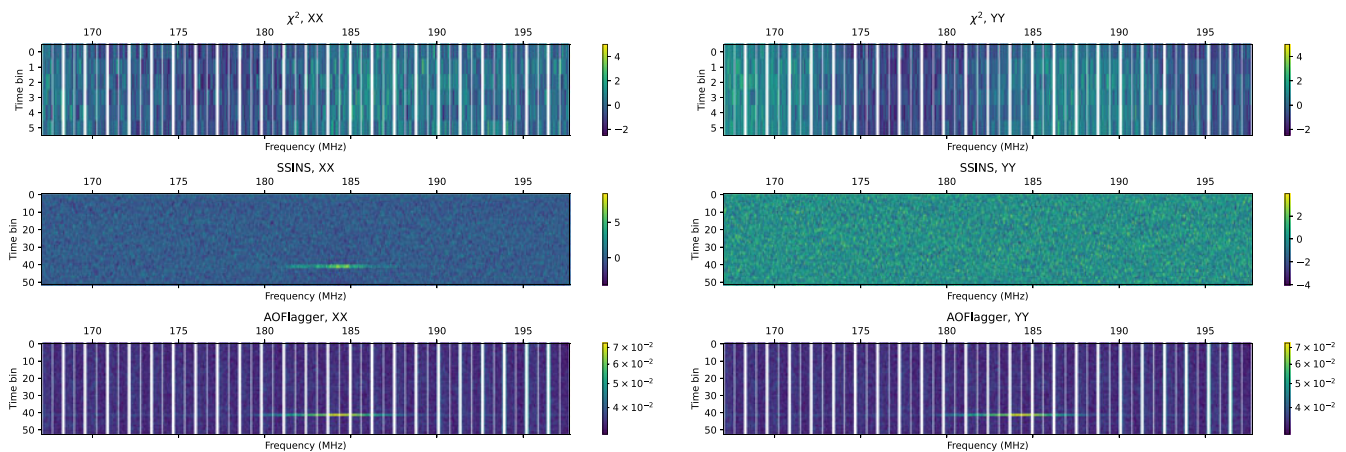 χ², XX
170 175 180 185 190 195
Time bin
0
1
2
3
4
5
Frequency (MHz)
4
2
0
−2
χ², YY
170 175 180 185 190 195
Time bin
0
1
2
3
4
5
Frequency (MHz)
4
2
0
−2
SSINS, XX
170 175 180 185 190 195
Time bin
0
10
20
30
40
50
Frequency (MHz)
5
0
SSINS, YY
170 175 180 185 190 195
Time bin
0
10
20
30
40
50
Frequency (MHz)
2
0
−2
−4
AOFlagger, XX
170 175 180 185 190 195
Time bin
0
10
20
30
40
50
Frequency (MHz)
7 × 10⁻²
6 × 10⁻²
5 × 10⁻²
4 × 10⁻²
AOFlagger, YY
170 175 180 185 190 195
Time bin
0
10
20
30
40
50
Frequency (MHz)
7 × 10⁻²
6 × 10⁻²
5 × 10⁻²
4 × 10⁻²